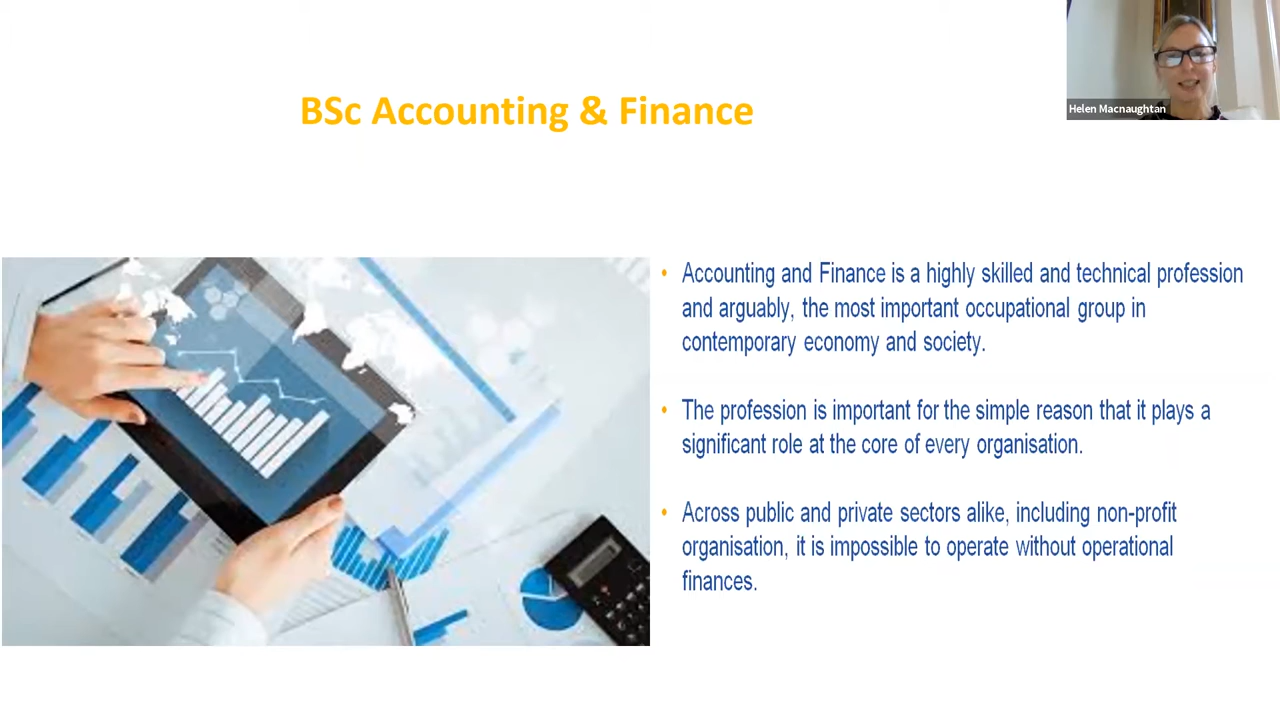 Helen Macnaughtan
BSc Accounting & Finance
• Accounting and Finance is a highly skilled and technical profession
and arguably, the most important occupational group in
contemporary economy and society.
• The profession is important for the simple reason that it plays a
significant role at the core of every organisation.
• Across public and private sectors alike, including non-profit
organisation, it is impossible to operate without operational
finances.